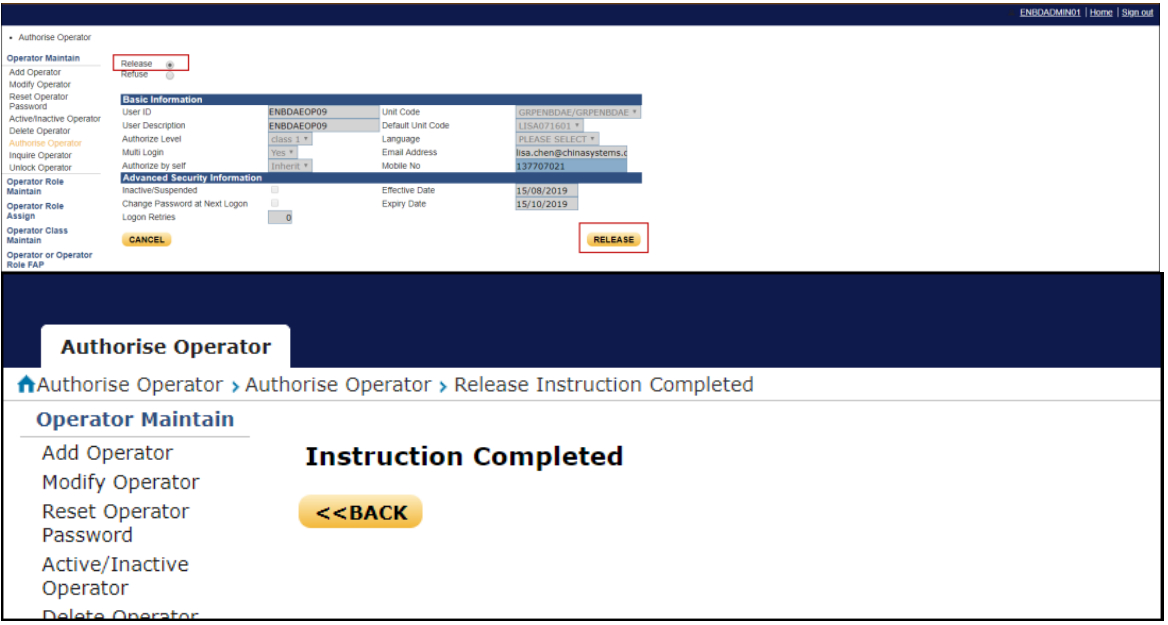 ENBDADMIN01 | Home | Sign out
• Authorise Operator
Operator Maintain
Add Operator
Modify Operator
Reset Operator
Password
Active/Inactive Operator
Delete Operator
Authorise Operator
Inquire Operator
Unlock Operator
Operator Role
Maintain
Operator Role
Assign
Operator Class
Maintain
Operator or Operator
Role FAP
Release
Refuse
Basic Information
User ID ENBDAEOP09 Unit Code GRPENBDAE/GRPENBDAE
User Description ENBDAEOP09 Default Unit Code LISA071601
Authorize Level class 1 Language PLEASE SELECT
Multi Login Yes Email Address lisa.chen@chinasystems.c
Authorize by self Inherit Mobile No 137707021
Advanced Security Information
Inactive/Suspended Effective Date 15/08/2019
Change Password at Next Logon Expiry Date 15/10/2019
Logon Retries 0
CANCEL RELEASE
Authorise Operator
Authorise Operator > Authorise Operator > Release Instruction Completed
Operator Maintain
Add Operator
Modify Operator
Reset Operator
Password
Active/Inactive
Operator
Delete Operator
Instruction Completed
<<BACK